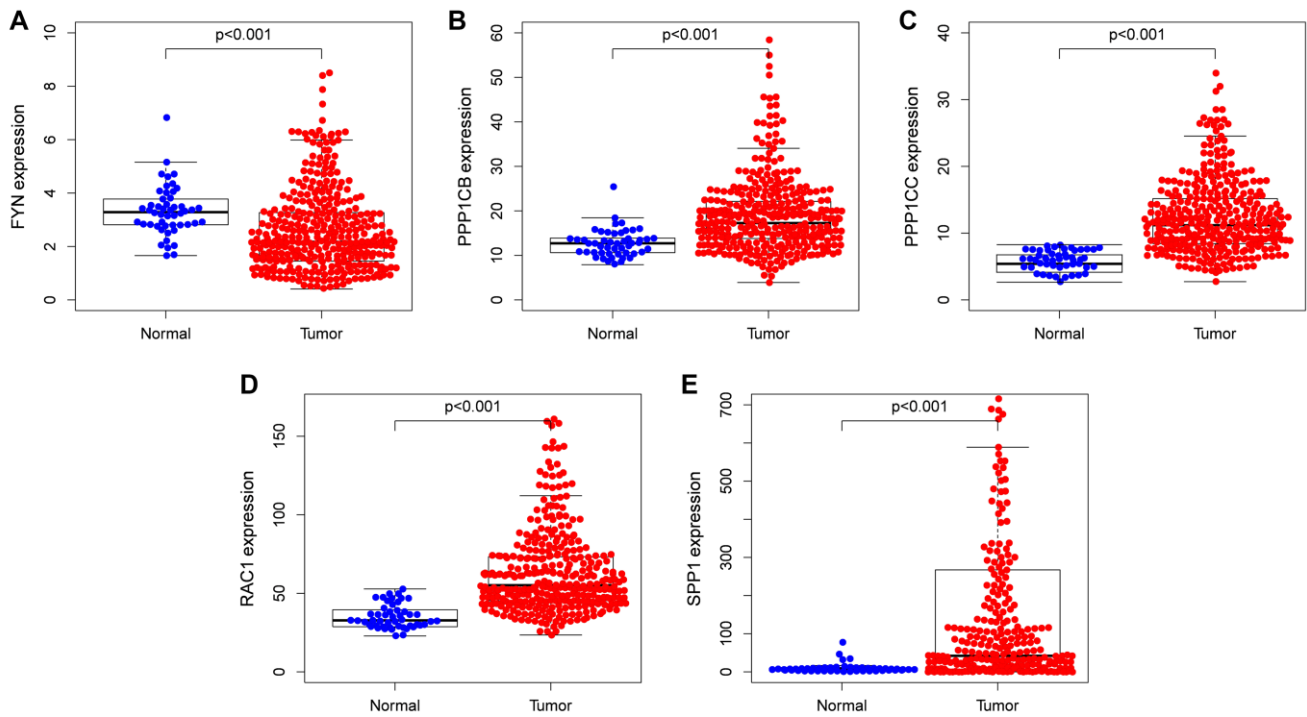 A
p<0.001
FYN expression
10
8
6
4
2
0
Normal Tumor
B
p<0.001
PPP1CB expression
60
50
40
30
20
10
0
Normal Tumor
C
p<0.001
PPP1CC expression
40
30
20
10
0
Normal Tumor
D
p<0.001
RAC1 expression
150
100
50
0
Normal Tumor
E
p<0.001
SPP1 expression
700
500
300
100
0
Normal Tumor